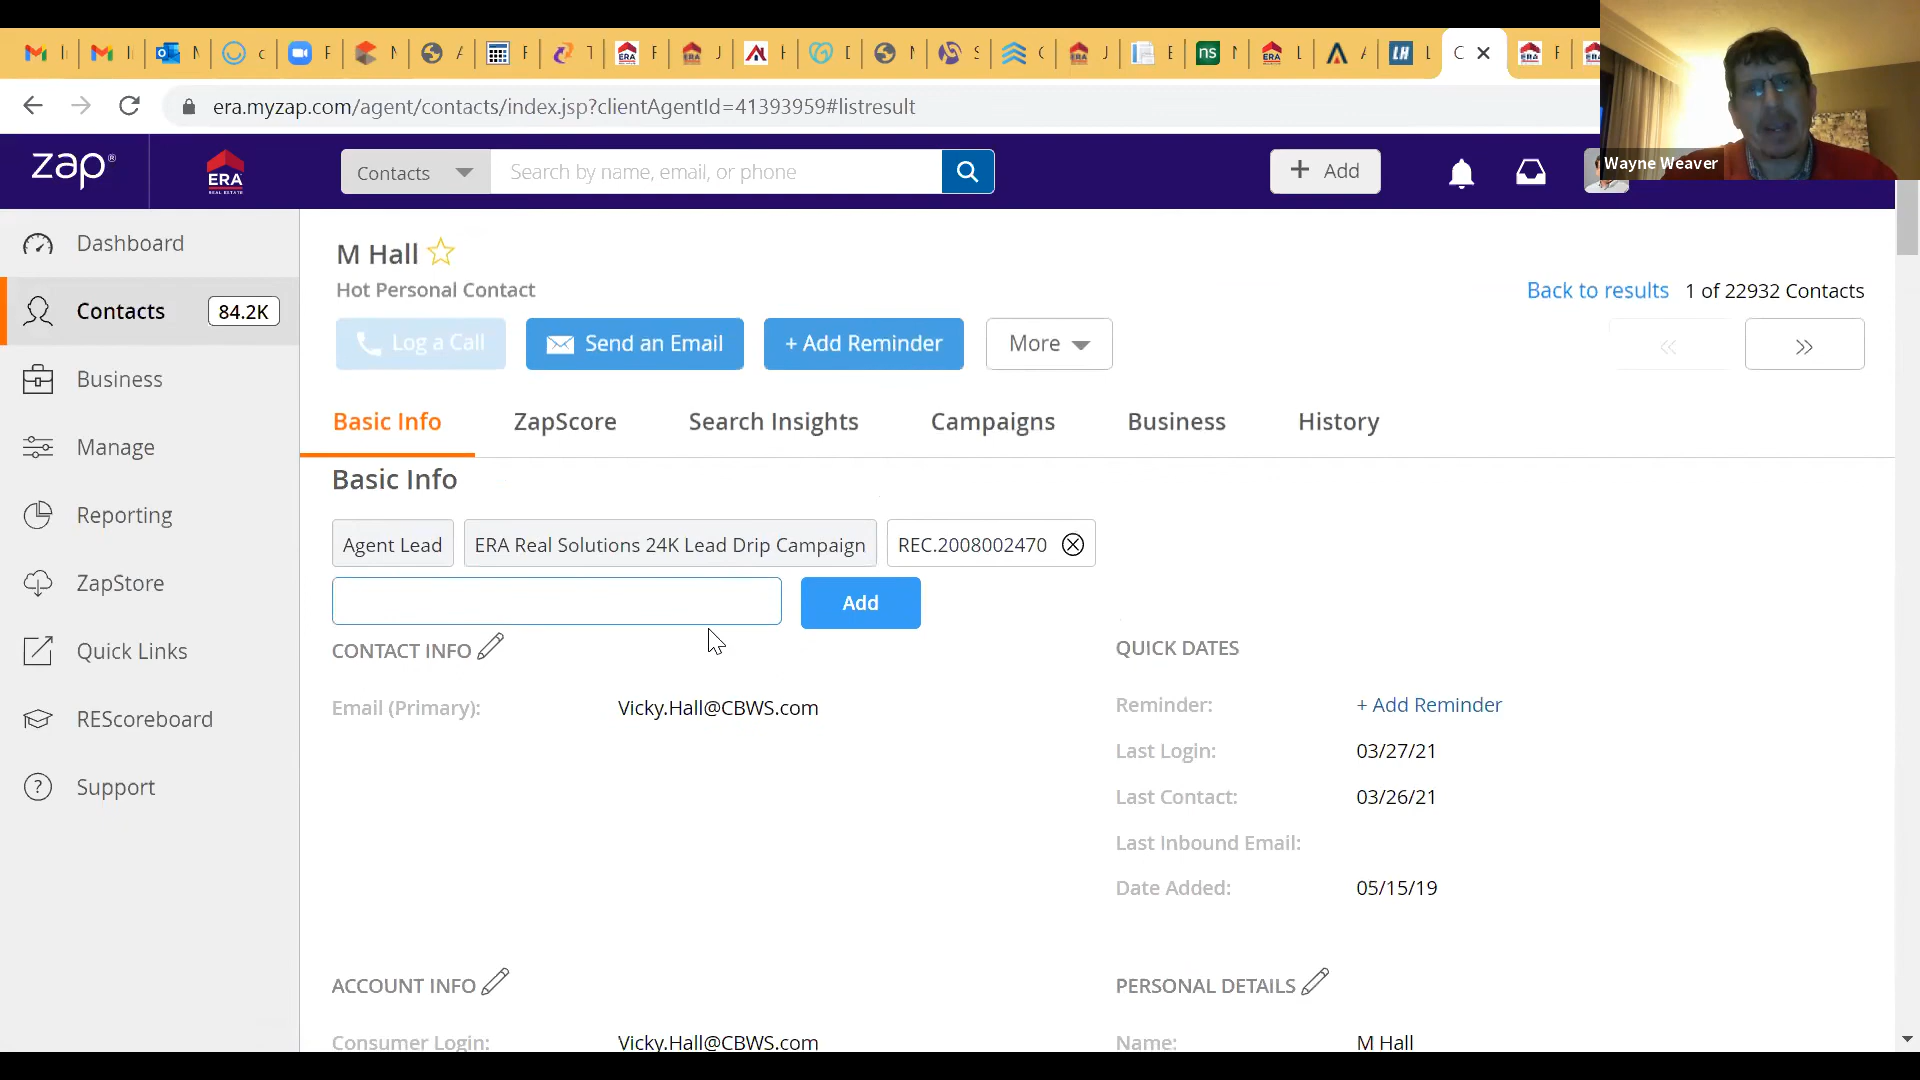 era.myzap.com/agent/contacts/index.jsp?clientAgentId=41393959#listresult
Wayne Weaver
zap®
ERA
REAL ESTATE
Contacts
Search by name, email, or phone
+ Add
Dashboard
Contacts
84.2K
Business
Manage
Reporting
ZapStore
Quick Links
REScoreboard
Support
M Hall
Hot Personal Contact
Back to results 1 of 22932 Contacts
Log a Call
Send an Email
+ Add Reminder
More
Basic Info
ZapScore
Search Insights
Campaigns
Business
History
Basic Info
Agent Lead
ERA Real Solutions 24K Lead Drip Campaign
REC.2008002470
Add
CONTACT INFO
Email (Primary): Vicky.Hall@CBWS.com
QUICK DATES
Reminder: + Add Reminder
Last Login: 03/27/21
Last Contact: 03/26/21
Last Inbound Email:
Date Added: 05/15/19
ACCOUNT INFO
Consumer Login: Vicky.Hall@CBWS.com
PERSONAL DETAILS
Name: M Hall